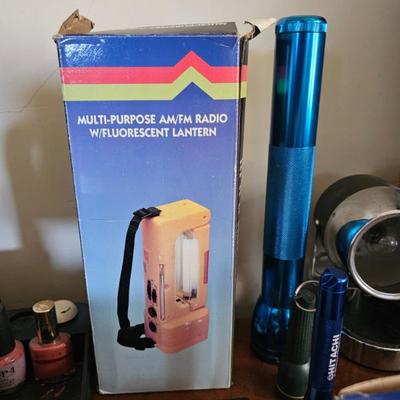 MULTI-PURPOSE AM/FM RADIO
W/FLUORESCENT LANTERN
HITACHI